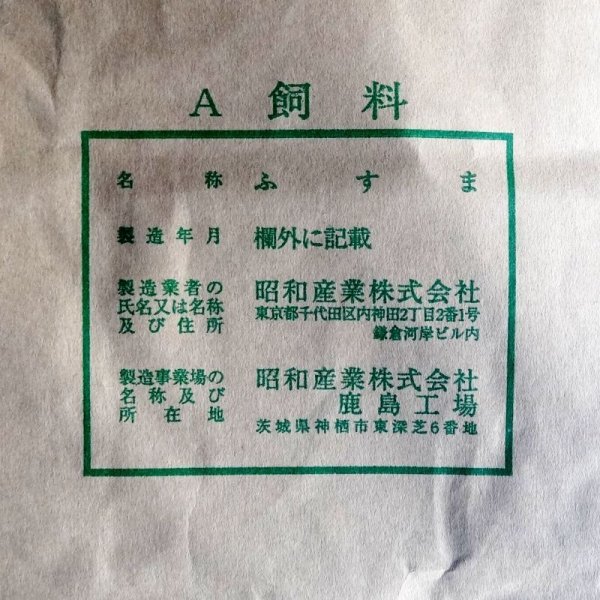 A 飼料
名称 ふすま
製造年月 欄外に記載
製造業者の 昭和産業株式会社
氏名又は名称 東京都千代田区内神田2丁目2番1号
及び住所 鎌倉河岸ビル内
製造事業場の 昭和産業株式会社
名称及び 鹿島工場
所在地 茨城県神栖市東深芝6番地